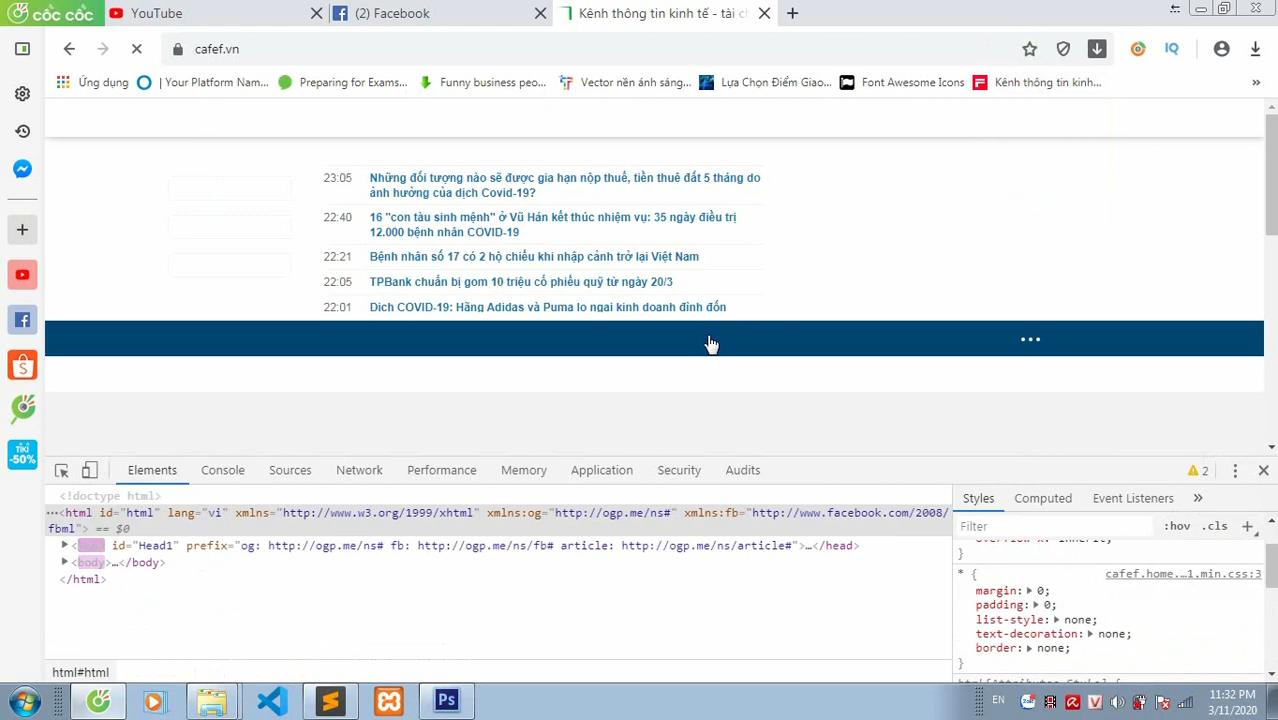 cốc cốc
YouTube
(2) Facebook
Kênh thông tin kinh tế - tài ch
cafef.vn
Ứng dụng
| Your Platform Nam...
Preparing for Exams...
Funny business peo...
Vector nền ánh sáng...
Lựa Chọn Điểm Giao...
Font Awesome Icons
Kênh thông tin kinh...
»
IQ
23:05 Những đối tượng nào sẽ được gia hạn nộp thuế, tiền thuê đất 5 tháng do
ảnh hưởng của dịch Covid-19?
22:40 16 "con tàu sinh mệnh" ở Vũ Hán kết thúc nhiệm vụ: 35 ngày điều trị
12.000 bệnh nhân COVID-19
22:21 Bệnh nhân số 17 có 2 hộ chiếu khi nhập cảnh trở lại Việt Nam
22:05 TPBank chuẩn bị gom 10 triệu cổ phiếu quỹ từ ngày 20/3
22:01 Dịch COVID-19: Hãng Adidas và Puma lo ngại kinh doanh đình đốn
TiKi
-50%
Elements Console Sources Network Performance Memory Application Security Audits
2
<!doctype html>
…<html id="html" lang="vi" xmlns="http://www.w3.org/1999/xhtml" xmlns:og="http://ogp.me/ns#" xmlns:fb="http://www.facebook.com/2008/
fbml"> == $0
<head id="Head1" prefix="og: http://ogp.me/ns# fb: http://ogp.me/ns/fb# article: http://ogp.me/ns/article#">…</head>
<body>…</body>
</html>
html#html
Styles Computed Event Listeners »
Filter :hov .cls +
overflow-x: inherit;
}
* { cafef.home.…1.min.css:3
margin: 0;
padding: 0;
list-style: none;
text-decoration: none;
border: none;
}
html[Attributes Style] {
Ps
EN
Zalo
V
11:32 PM
3/11/2020